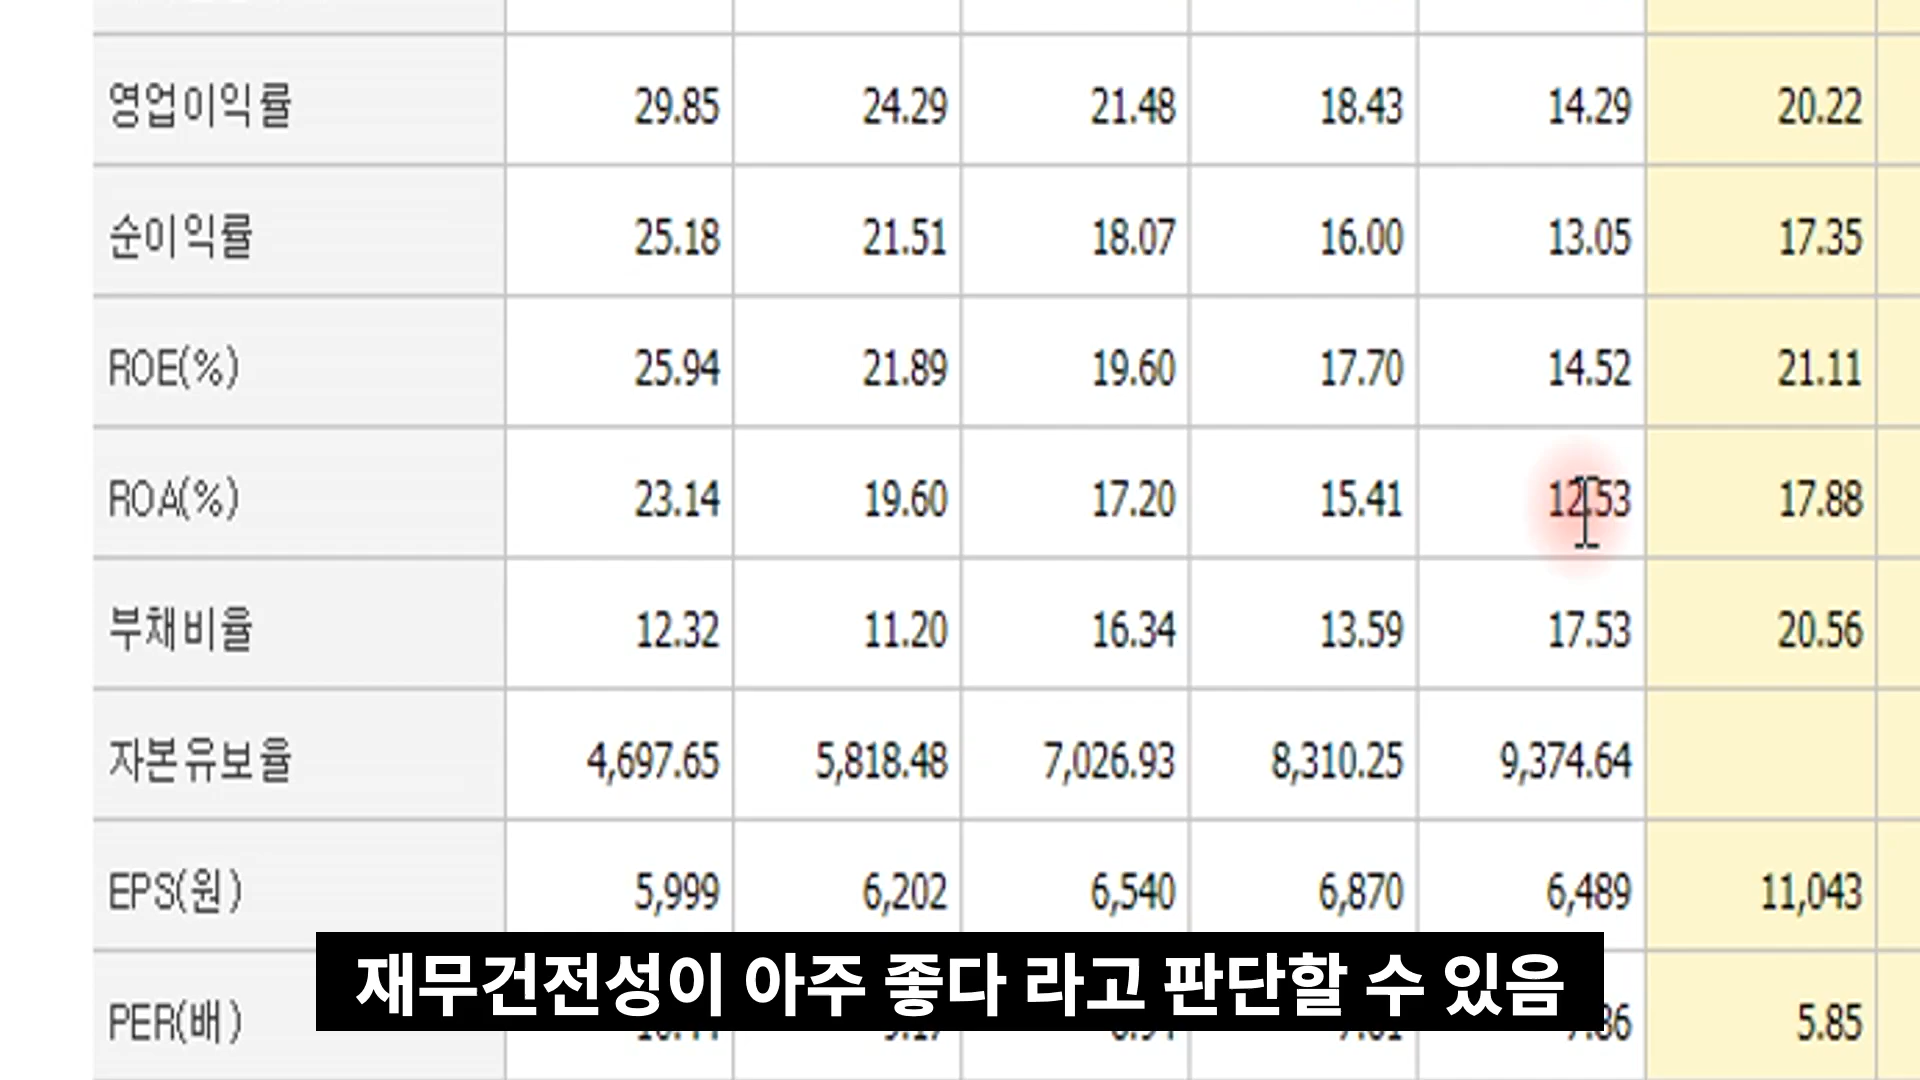 영업이익률 29.85 24.29 21.48 18.43 14.29 20.22
순이익률 25.18 21.51 18.07 16.00 13.05 17.35
ROE(%) 25.94 21.89 19.60 17.70 14.52 21.11
ROA(%) 23.14 19.60 17.20 15.41 12.53 17.88
부채비율 12.32 11.20 16.34 13.59 17.53 20.56
자본유보율 4,697.65 5,818.48 7,026.93 8,310.25 9,374.64
EPS(원) 5,999 6,202 6,540 6,870 6,489 11,043
재무건전성이 아주 좋다 라고 판단할 수 있음
PER(배) 5.85